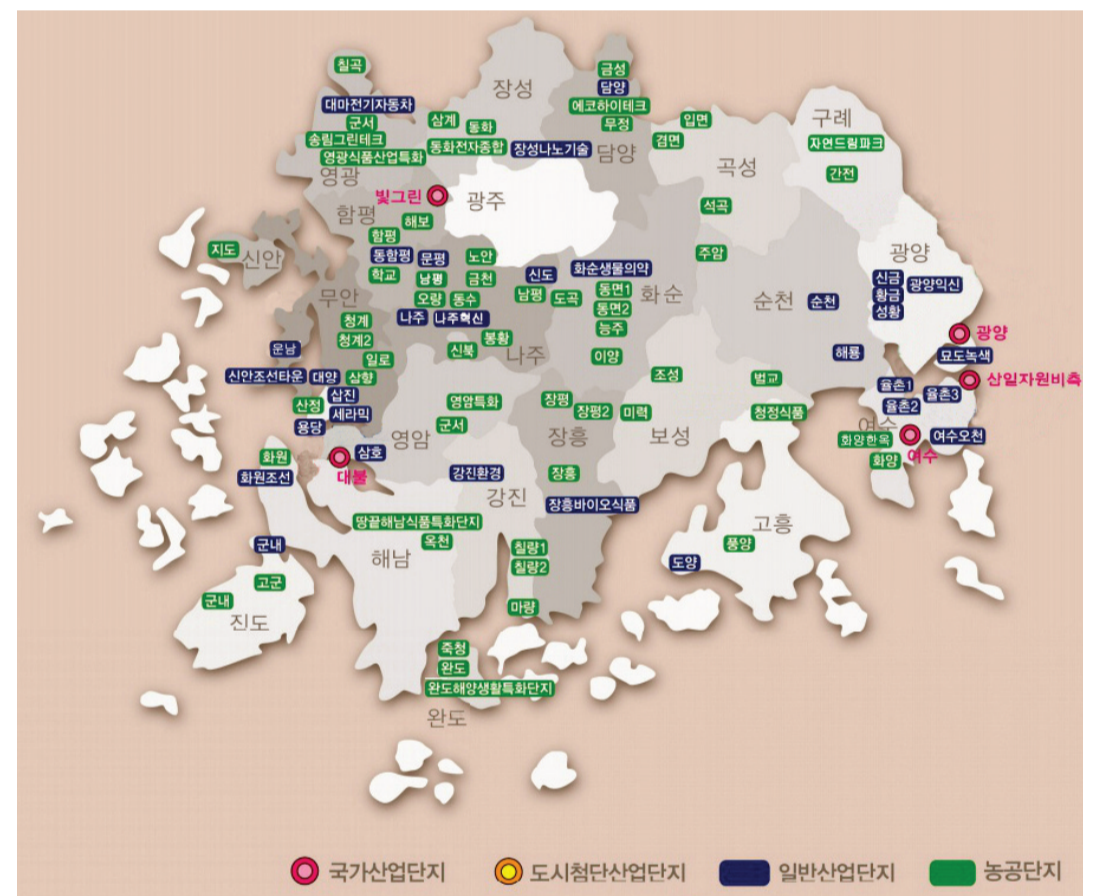 칠곡
장성
금성
담양
대마전기자동차
에코하이테크
군서
삼계
동화
무정
입면
구례
송림그린테크
동화전자종합
장성나노기술
담양
겸면
자연드림파크
영광식품산업특화
영광
곡성
간전
빛그린
광주
함평
해보
석곡
함평
지도
신안
동함평
문평
노안
주암
광양
학교
남평
금천
신도
화순생물의약
무안
오량
동수
남평
도곡
동면1
화순
순천
순천
신금
광양익신
황금
동면2
성황
청계
나주
나주혁신
능주
청계2
봉황
광양
운남
일로
신북
나주
이양
해룡
묘도녹색
신안조선타운
대양
삼향
조성
벌교
산일자원비축
삽진
율촌1
율촌3
산정
세라믹
영암특화
장평
장평2
미력
청정식품
율촌2
용당
군서
영암
장흥
보성
여수
화양한옥
여수오천
화원
삼호
여수
화양
화원조선
대불
강진환경
장흥
강진
장흥바이오식품
땅끝해남식품특화단지
고흥
군내
해남
옥천
칠량1
풍양
칠량2
도양
고군
군내
마량
진도
죽청
완도
완도해양생활특화단지
완도
국가산업단지
도시첨단산업단지
일반산업단지
농공단지